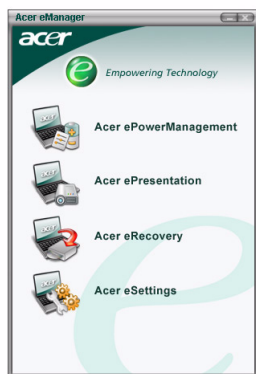 Acer eManager
acer
e Empowering Technology
Acer ePowerManagement
Acer ePresentation
Acer eRecovery
Acer eSettings